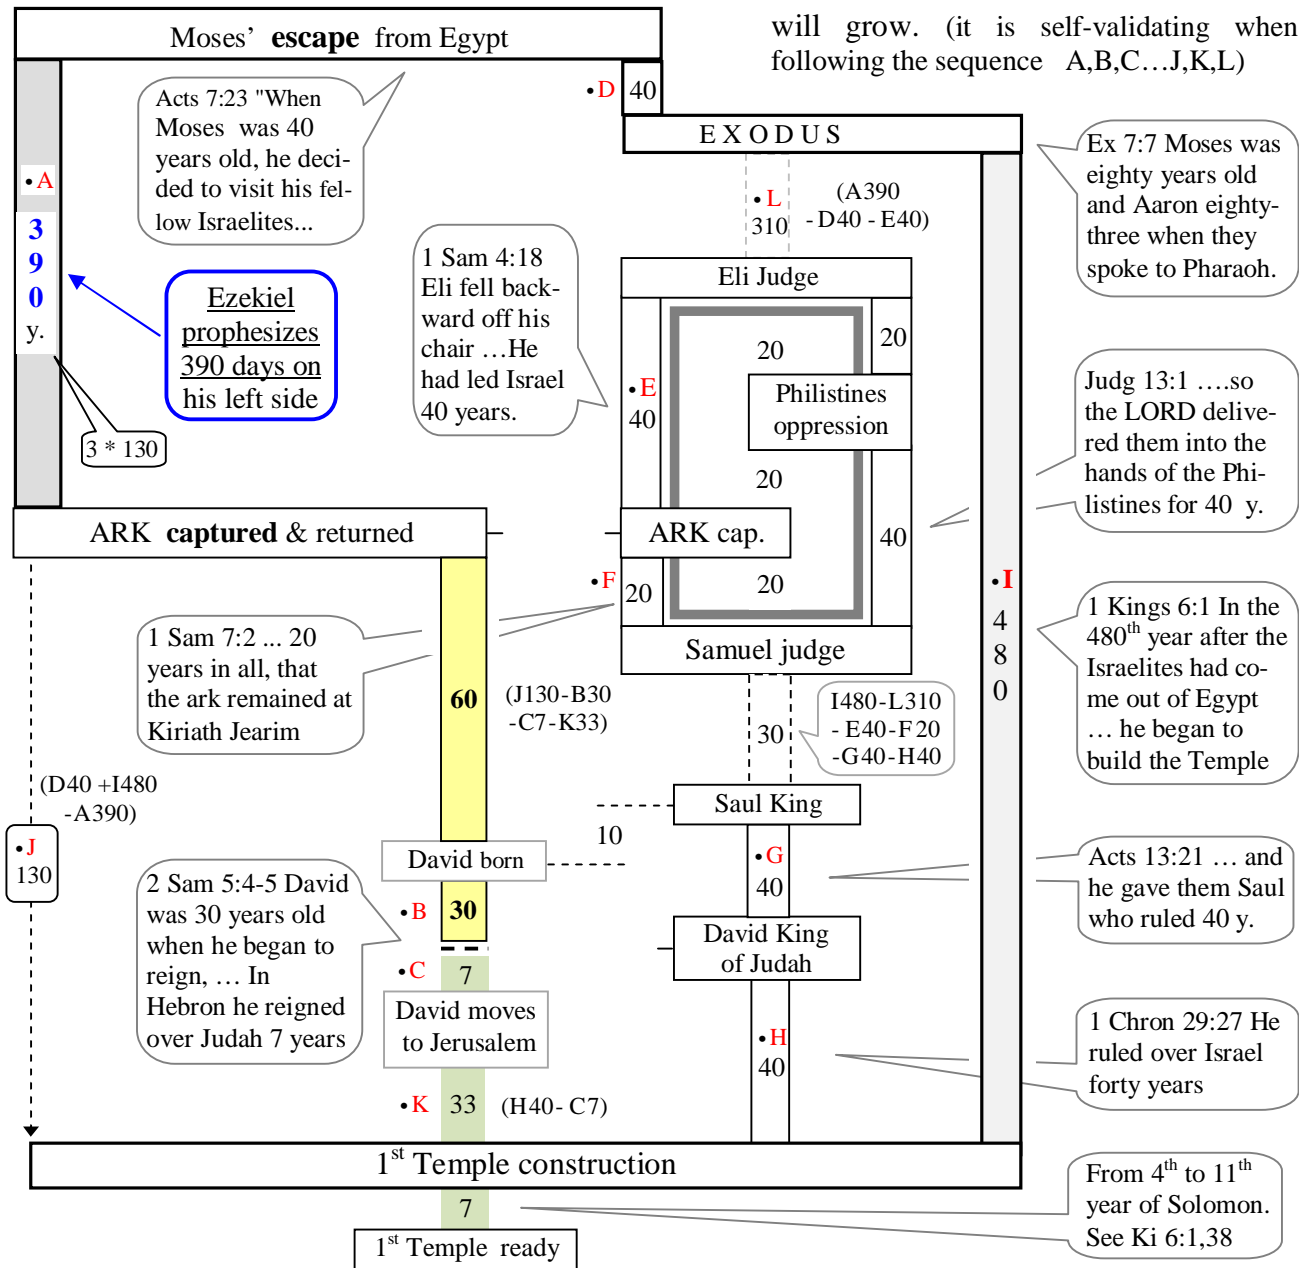 will grow. (it is self-validating when
following the sequence A,B,C…J,K,L)
Moses' escape from Egypt
• D 40
E X O D U S
Acts 7:23 "When
Moses was 40
years old, he deci-
ded to visit his fel-
low Israelites...
Ex 7:7 Moses was
eighty years old
and Aaron eighty-
three when they
spoke to Pharaoh.
• A
3
9
0
y.
• L
310
(A390
- D40 - E40)
1 Sam 4:18
Eli fell back-
ward off his
chair …He
had led Israel
40 years.
Ezekiel
prophesizes
390 days on
his left side
3 * 130
Eli Judge
20
20
• E
40
Philistines
oppression
20
40
Judg 13:1 ….so
the LORD delive-
red them into the
hands of the Phi-
listines for 40 y.
ARK captured & returned
ARK cap.
• F
20
20
• I
4
8
0
1 Kings 6:1 In the
480th year after the
Israelites had co-
me out of Egypt
… he began to
build the Temple
1 Sam 7:2 ... 20
years in all, that
the ark remained at
Kiriath Jearim
Samuel judge
60
(J130-B30
-C7-K33)
30
I480-L310
- E40-F20
-G40-H40
(D40 +I480
-A390)
Saul King
10
• J
130
David born
• G
40
Acts 13:21 … and
he gave them Saul
who ruled 40 y.
2 Sam 5:4-5 David
was 30 years old
when he began to
reign, … In
Hebron he reigned
over Judah 7 years
• B
30
David King
of Judah
• C
7
David moves
to Jerusalem
• H
40
1 Chron 29:27 He
ruled over Israel
forty years
• K
33
(H40- C7)
1st Temple construction
7
From 4th to 11th
year of Solomon.
See Ki 6:1,38
1st Temple ready